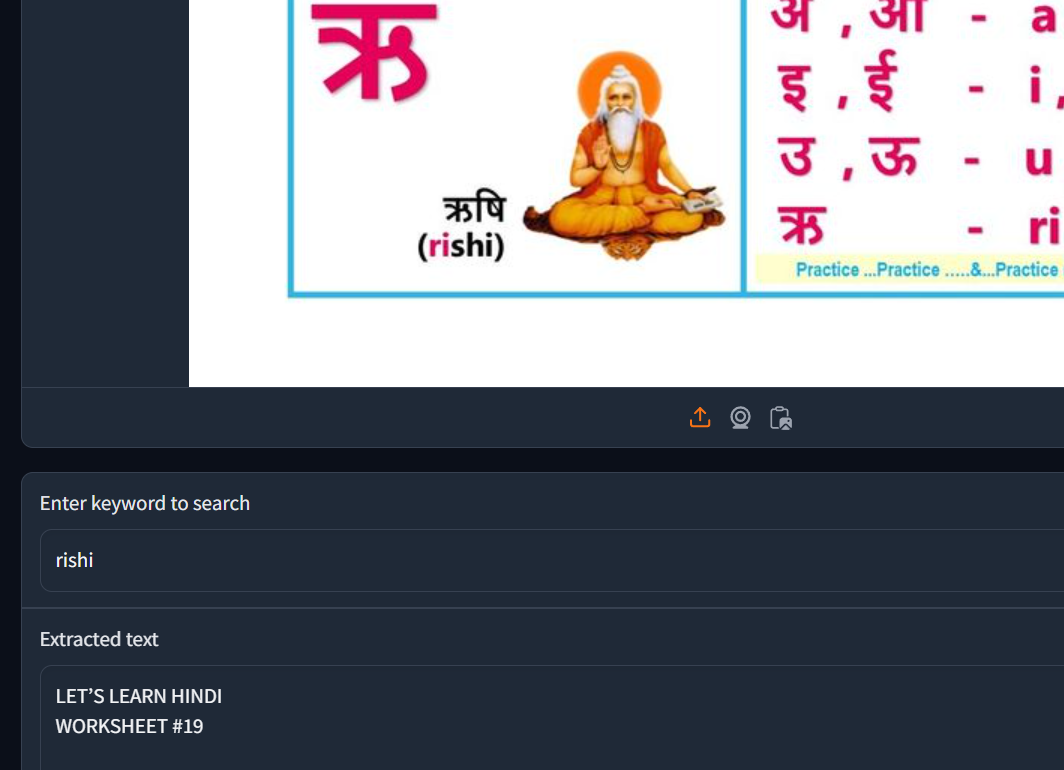 ऋ
ऋषि
(rishi)
अ , आ - a
इ , ई - i,
उ , ऊ - u
ऋ - ri
Practice ...Practice .....&...Practice
Enter keyword to search
rishi
Extracted text
LET’S LEARN HINDI
WORKSHEET #19